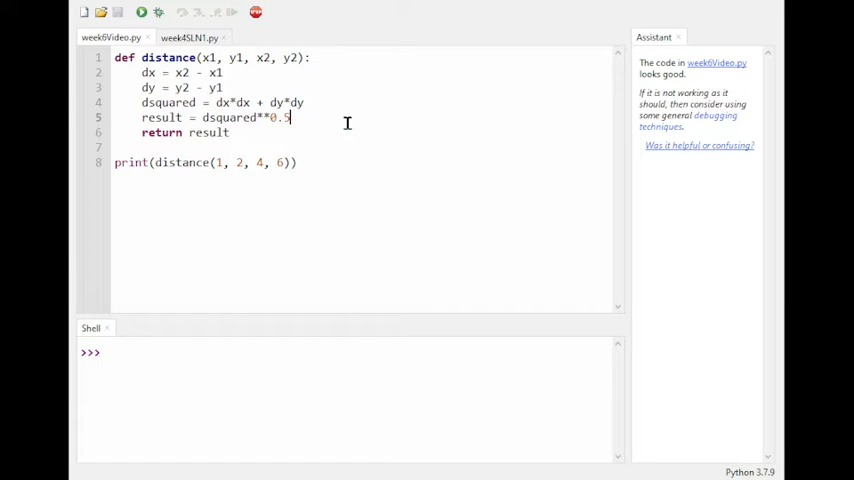 week6Video.py × week4SLN1.py ×
1 def distance(x1, y1, x2, y2):
2 dx = x2 - x1
3 dy = y2 - y1
4 dsquared = dx*dx + dy*dy
5 result = dsquared**0.5
6 return result
7
8 print(distance(1, 2, 4, 6))
Shell ×
>>>
Assistant ×
The code in week6Video.py
looks good.
If it is not working as it
should, then consider using
some general debugging
techniques.
Was it helpful or confusing?
Python 3.7.9
STOP